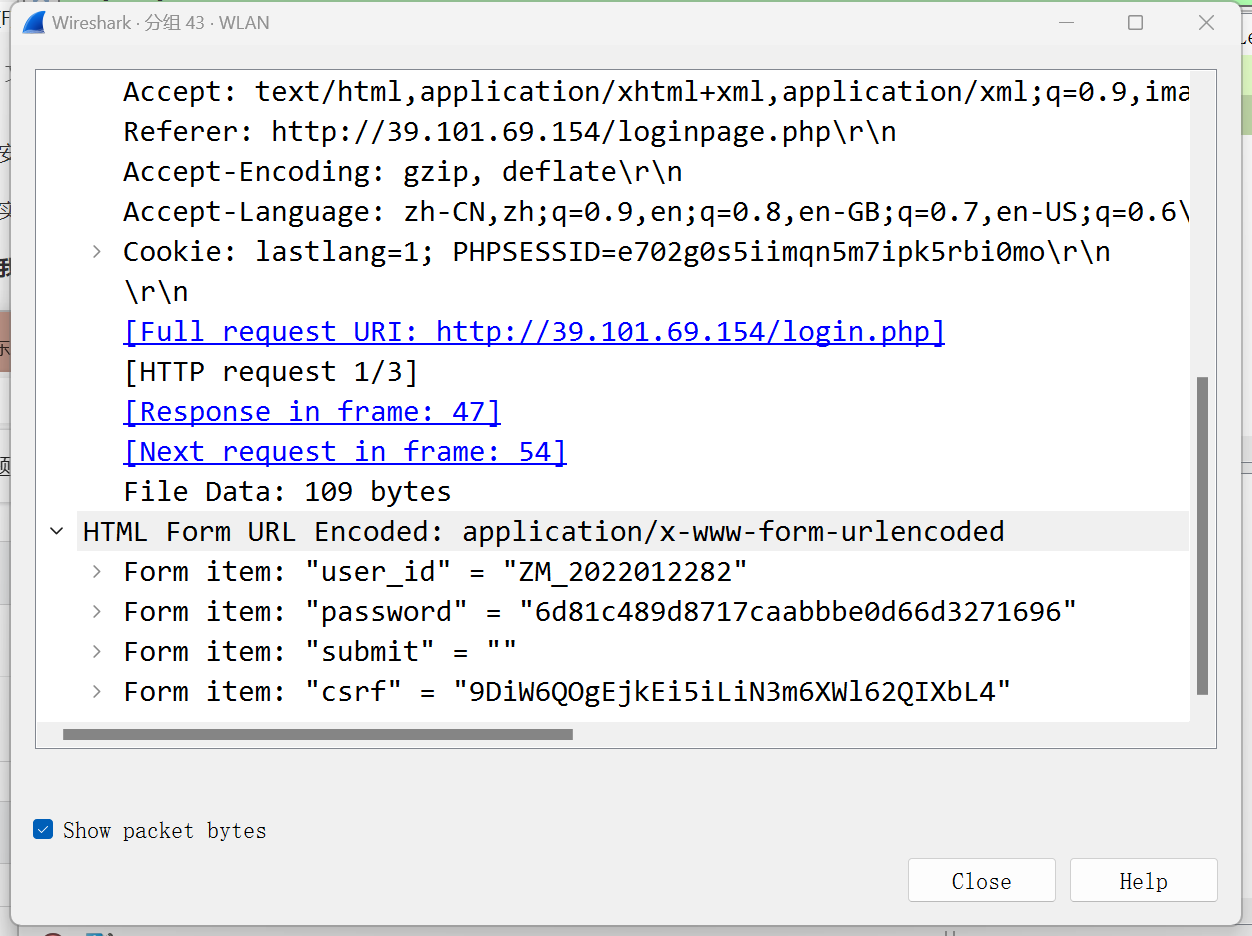 Wireshark · 分组 43 · WLAN
Accept: text/html,application/xhtml+xml,application/xml;q=0.9,ima
Referer: http://39.101.69.154/loginpage.php\r\n
Accept-Encoding: gzip, deflate\r\n
Accept-Language: zh-CN,zh;q=0.9,en;q=0.8,en-GB;q=0.7,en-US;q=0.6\
Cookie: lastlang=1; PHPSESSID=e702g0s5iimqn5m7ipk5rbi0mo\r\n
\r\n
[Full request URI: http://39.101.69.154/login.php]
[HTTP request 1/3]
[Response in frame: 47]
[Next request in frame: 54]
File Data: 109 bytes
HTML Form URL Encoded: application/x-www-form-urlencoded
Form item: "user_id" = "ZM_2022012282"
Form item: "password" = "6d81c489d8717caabbbe0d66d3271696"
Form item: "submit" = ""
Form item: "csrf" = "9DiW6QOgEjkEi5iLiN3m6XWl62QIXbL4"
Show packet bytes
Close
Help